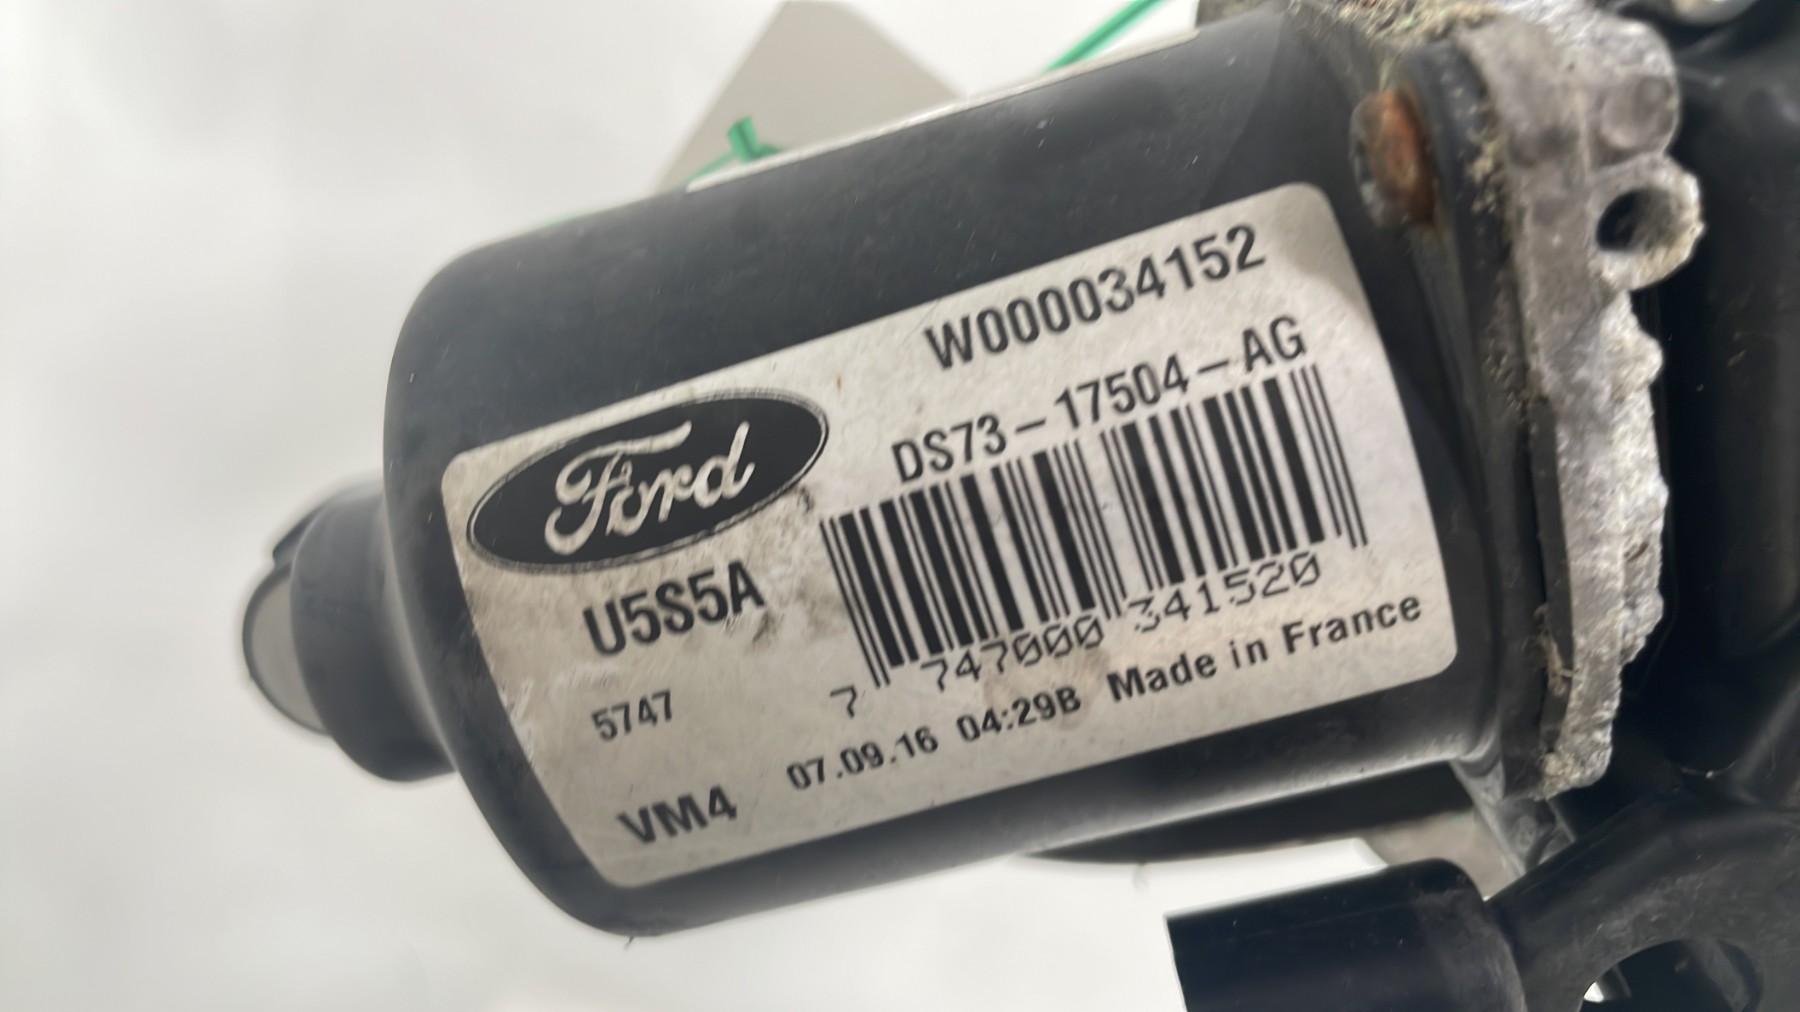 W000034152
DS73-17504-AG
Ford
U5S5A
7 747000 341520
5747
07.09.16 04:29B Made in France
VM4